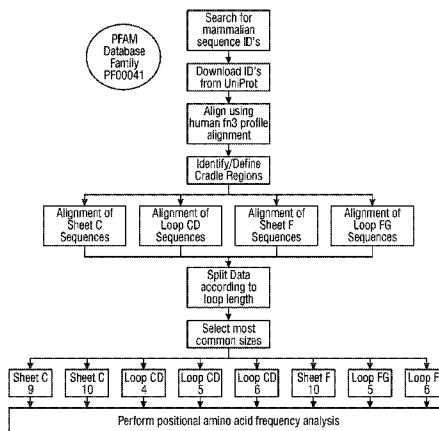 PFAM
Database
Family
PF00041
Search for
mammalian
sequence ID's
Download ID's
from UniProt
Align using
human fn3 profile
alignment
Identify/Define
Cradle Regions
Alignment of
Sheet C
Sequences
Alignment of
Loop CD
Sequences
Alignment of
Sheet F
Sequences
Alignment of
Loop FG
Sequences
Split Data
according to
loop length
Select most
common sizes
Sheet C
9
Sheet C
10
Loop CD
4
Loop CD
5
Loop CD
6
Sheet F
10
Loop FG
5
Loop F
6
Perform positional amino acid frequency analysis